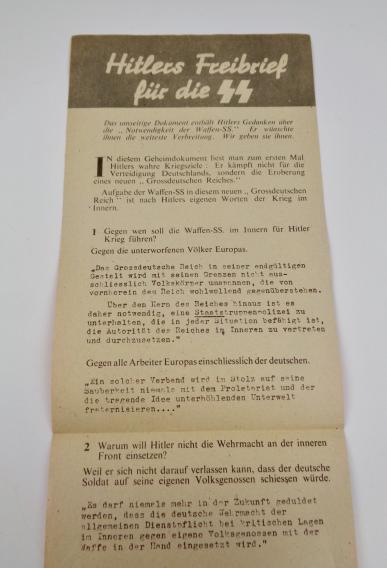 Hitlers Freibrief
für die SS
Das umseitige Dokument enthält Hitlers Gedanken über
die „Notwendigkeit der Waffen-SS." Er wünschte
ihnen die weiteste Verbreitung. Wir geben sie ihnen.
IN diesem Geheimdokument liest man zum ersten Mal
Hitlers wahre Kriegsziele: Er kämpft nicht für die
Verteidigung Deutschlands, sondern die Eroberung
eines neuen „Grossdeutschen Reiches."
Aufgabe der Waffen-SS in diesem neuen „Grossdeutschen
Reich" ist nach Hitlers eigenen Worten der Krieg im
Innern.
1 Gegen wen soll die Waffen-SS. im Innern für Hitler
Krieg führen?
Gegen die unterworfenen Völker Europas.
„Das Grossdeutsche Reich in seiner endgültigen
Gestalt wird mit seinen Grenzen nicht aus-
schliesslich Volkskörper umspannen, die von
vornherein dem Reich wohlwollend gegenüberstehen.
Über den Kern des Reiches hinaus ist es
daher notwendig, eine Staatstruppenpolizei zu
unterhalten, die in jeder Situation befähigt ist,
die Autorität des Reiches im Inneren zu vertreten
und durchzusetzen."
Gegen alle Arbeiter Europas einschliesslich der deutschen.
„Ein solcher Verband wird im Stolz auf seine
Sauberkeit niemals mit dem Proletariat und der
die tragende Idee unterhöhlenden Unterwelt
fraternisieren...."
2 Warum will Hitler nicht die Wehrmacht an der inneren
Front einsetzen?
Weil er sich nicht darauf verlassen kann, dass der deutsche
Soldat auf seine eigenen Volksgenossen schiessen würde.
„Es darf niemals mehr in der Zukunft geduldet
werden, dass die deutsche Wehrmacht der
allgemeinen Dienstpflicht bei kritischen Lagen
im Inneren gegen eigene Volksgenossen mit der
Waffe in der Hand eingesetzt wird."